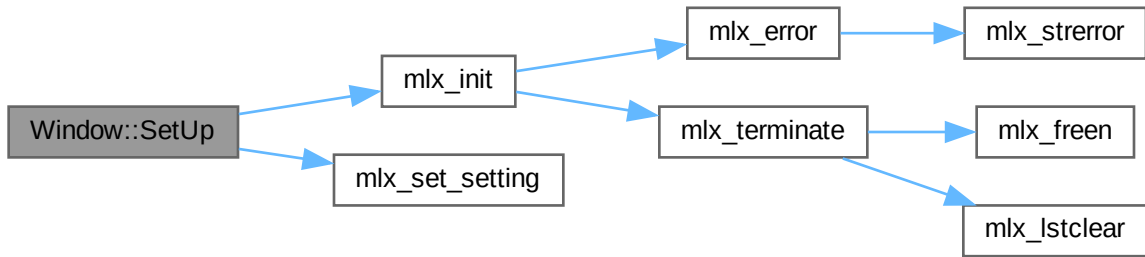 Window::SetUp
mlx_init
mlx_set_setting
mlx_error
mlx_terminate
mlx_strerror
mlx_freen
mlx_lstclear